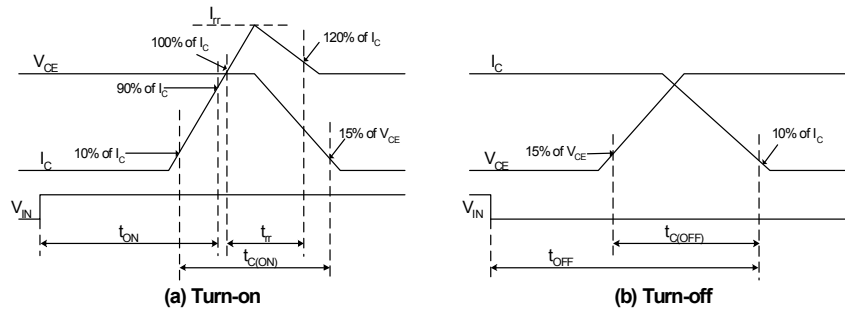 Irr
100% of IC
120% of IC
VCE
90% of IC
10% of IC
15% of VCE
IC
VIN
tON
trr
tC(ON)
(a) Turn-on
IC
15% of VCE
10% of IC
VCE
VIN
tC(OFF)
tOFF
(b) Turn-off